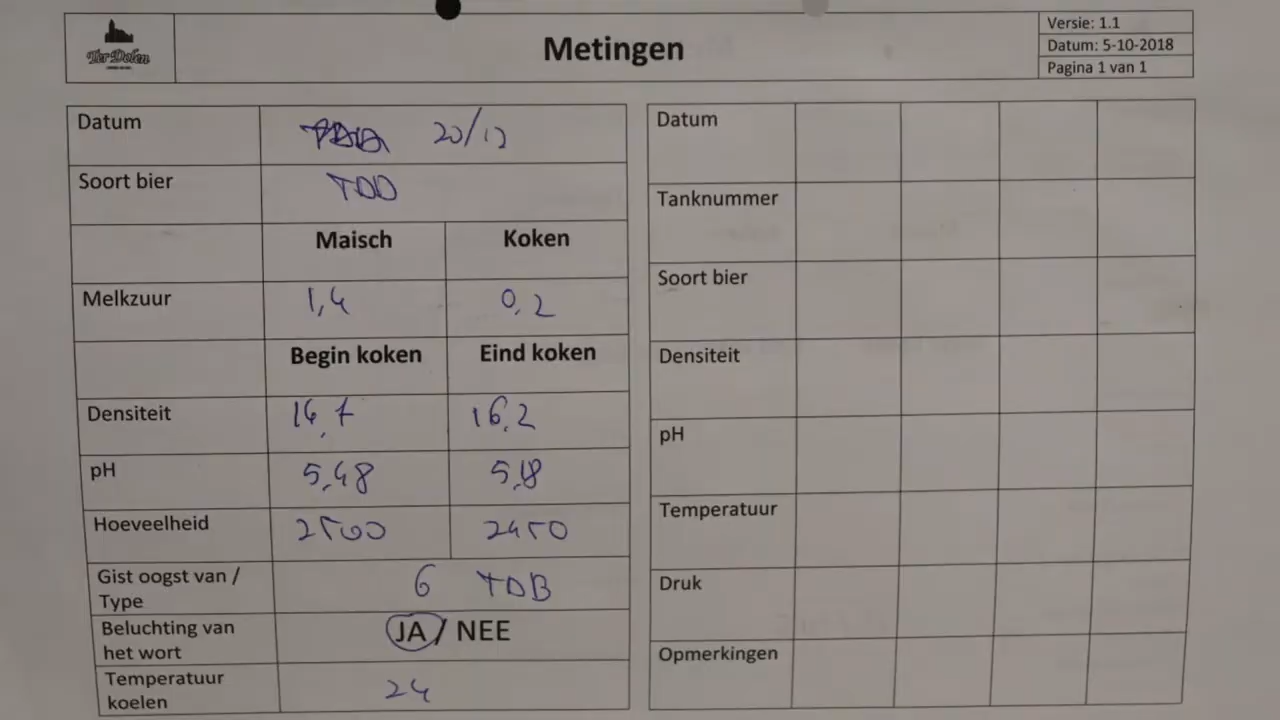 Ter Dolen
Metingen
Versie: 1.1
Datum: 5-10-2018
Pagina 1 van 1
Datum 20/12
Soort bier TDD
Maisch Koken
Melkzuur 1,4 0,2
Begin koken Eind koken
Densiteit 14,7 16,2
pH 5,48 5,18
Hoeveelheid 2500 2450
Gist oogst van / Type 6 TDB
Beluchting van het wort JA / NEE
Temperatuur koelen 24
Datum
Tanknummer
Soort bier
Densiteit
pH
Temperatuur
Druk
Opmerkingen